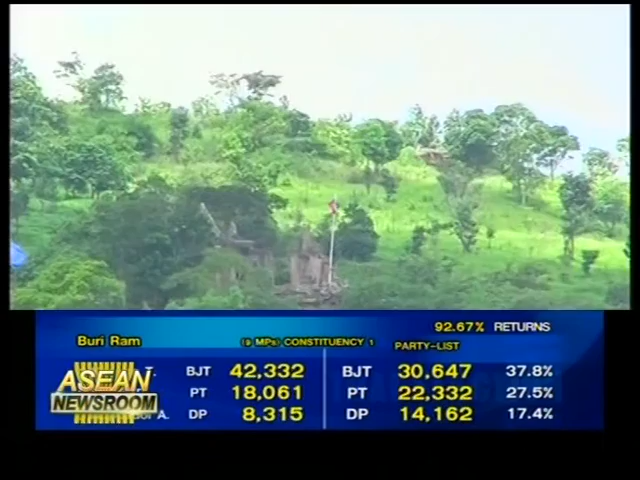 92.67% RETURNS
Buri Ram (9 MPs) CONSTITUENCY 1 PARTY-LIST
BJT 42,332 BJT 30,647 37.8%
PT 18,061 PT 22,332 27.5%
DP 8,315 DP 14,162 17.4%
ASEAN
NEWSROOM